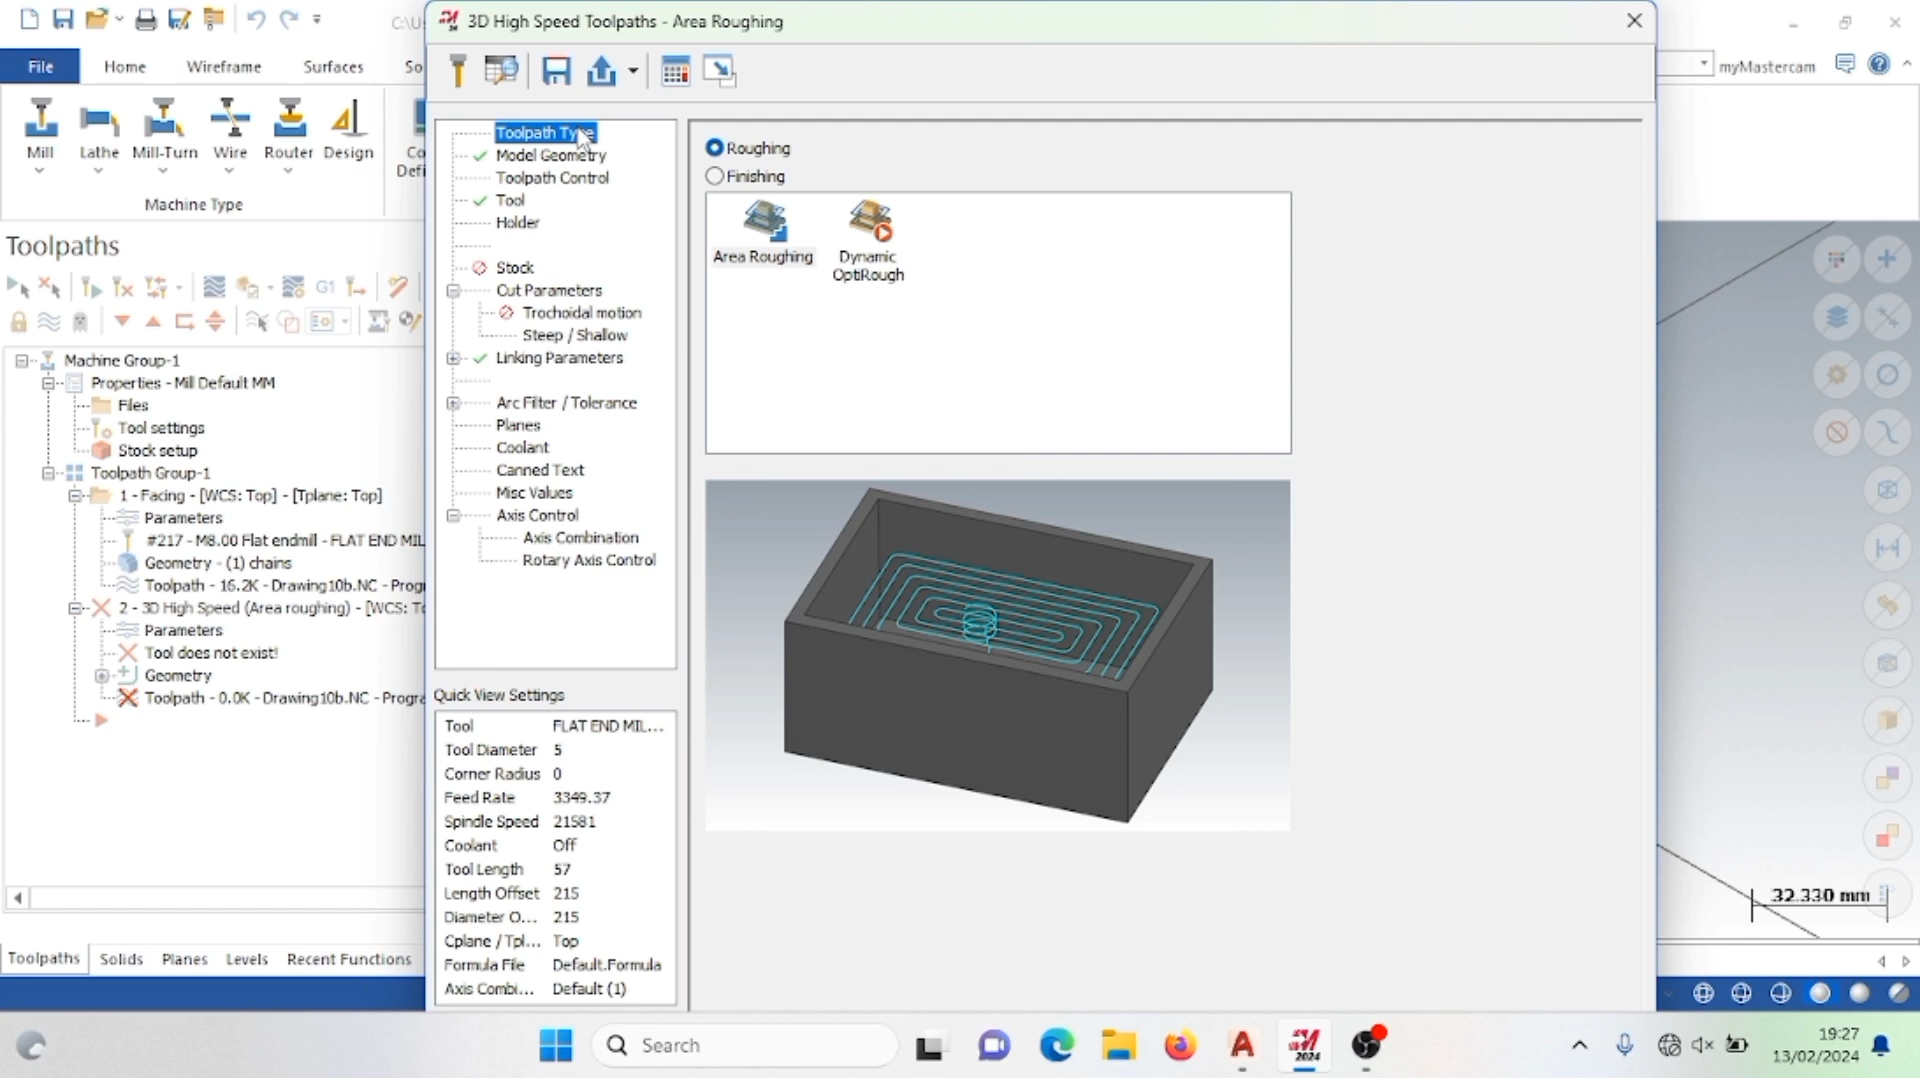 C:\U
3D High Speed Toolpaths - Area Roughing
File
Home
Wireframe
Surfaces
So
myMastercam
Mill
Lathe
Mill-Turn
Wire
Router
Design
Co
Defi
Machine Type
Toolpaths
G1
Machine Group-1
Properties - Mill Default MM
Files
Tool settings
Stock setup
Toolpath Group-1
1 - Facing - [WCS: Top] - [Tplane: Top]
Parameters
#217 - M8.00 Flat endmill - FLAT END MIL
Geometry - (1) chains
Toolpath - 16.2K - Drawing10b.NC - Progr
2 - 3D High Speed (Area roughing) - [WCS: To
Parameters
Tool does not exist!
Geometry
Toolpath - 0.0K - Drawing10b.NC - Progra
Toolpaths
Solids
Planes
Levels
Recent Functions
Toolpath Type
Model Geometry
Toolpath Control
Tool
Holder
Stock
Cut Parameters
Trochoidal motion
Steep / Shallow
Linking Parameters
Arc Filter / Tolerance
Planes
Coolant
Canned Text
Misc Values
Axis Control
Axis Combination
Rotary Axis Control
Quick View Settings
Tool FLAT END MIL...
Tool Diameter 5
Corner Radius 0
Feed Rate 3349.37
Spindle Speed 21581
Coolant Off
Tool Length 57
Length Offset 215
Diameter O... 215
Cplane / Tpl... Top
Formula File Default.Formula
Axis Combi... Default (1)
Roughing
Finishing
Area Roughing
Dynamic
OptiRough
32.330 mm
Search
2024
19:27
13/02/2024